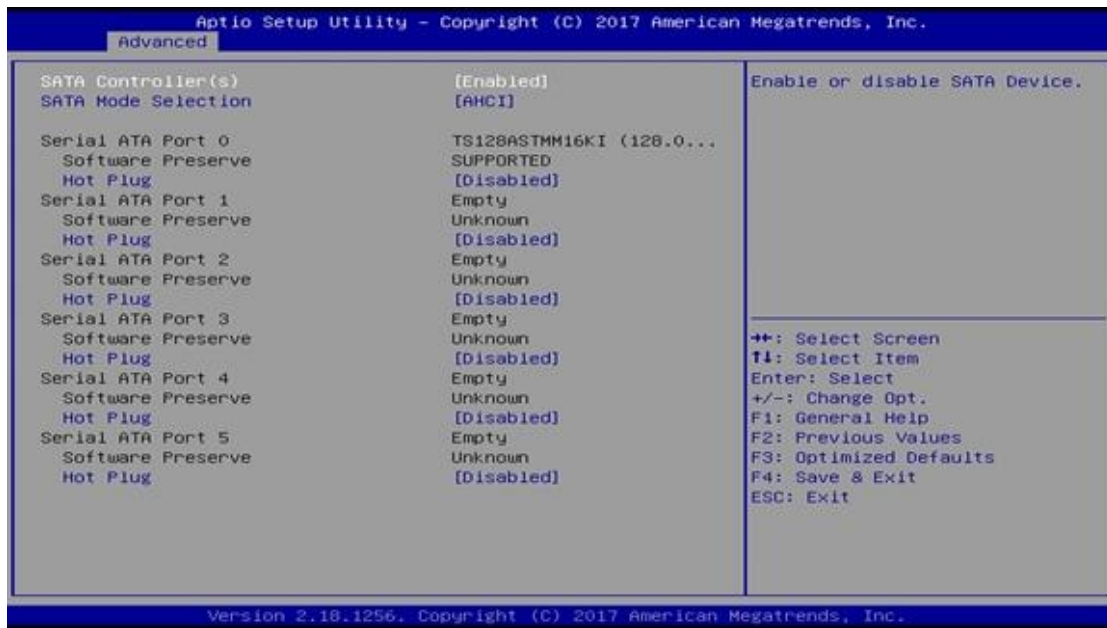 Aptio Setup Utility – Copyright (C) 2017 American Megatrends, Inc.
Advanced
SATA Controller(s) [Enabled]
SATA Mode Selection [AHCI]
Serial ATA Port 0 TS128ASTMM16KI (128.0...
Software Preserve SUPPORTED
Hot Plug [Disabled]
Serial ATA Port 1 Empty
Software Preserve Unknown
Hot Plug [Disabled]
Serial ATA Port 2 Empty
Software Preserve Unknown
Hot Plug [Disabled]
Serial ATA Port 3 Empty
Software Preserve Unknown
Hot Plug [Disabled]
Serial ATA Port 4 Empty
Software Preserve Unknown
Hot Plug [Disabled]
Serial ATA Port 5 Empty
Software Preserve Unknown
Hot Plug [Disabled]
Enable or disable SATA Device.
→←: Select Screen
↑↓: Select Item
Enter: Select
+/-: Change Opt.
F1: General Help
F2: Previous Values
F3: Optimized Defaults
F4: Save & Exit
ESC: Exit
Version 2.18.1256. Copyright (C) 2017 American Megatrends, Inc.